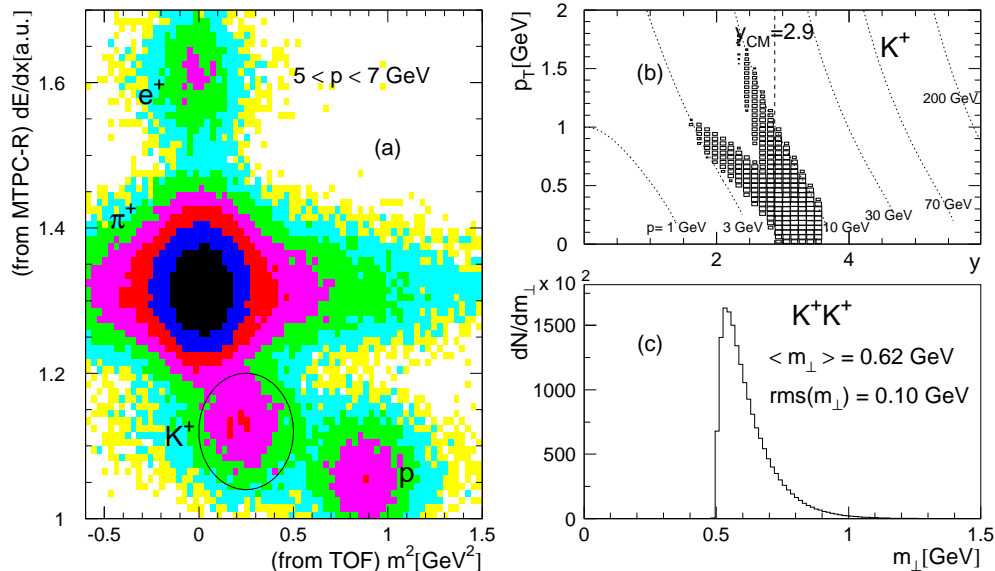 (from MTPC-R) dE/dx[a.u.]
1.6
1.4
1.2
1
e+
5 < p < 7 GeV
(a)
π+
K+
p
-0.5 0 0.5 1 1.5
(from TOF) m²[GeV²]
pT[GeV]
2
1.5
1
0.5
0
yCM=2.9
(b)
K+
200 GeV
70 GeV
30 GeV
10 GeV
3 GeV
p= 1 GeV
2 4 y
dN/dm⊥ x 10²
1500
1000
500
0
K+K+
(c)
< m⊥ > = 0.62 GeV
rms(m⊥) = 0.10 GeV
0 0.5 1 1.5
m⊥[GeV]